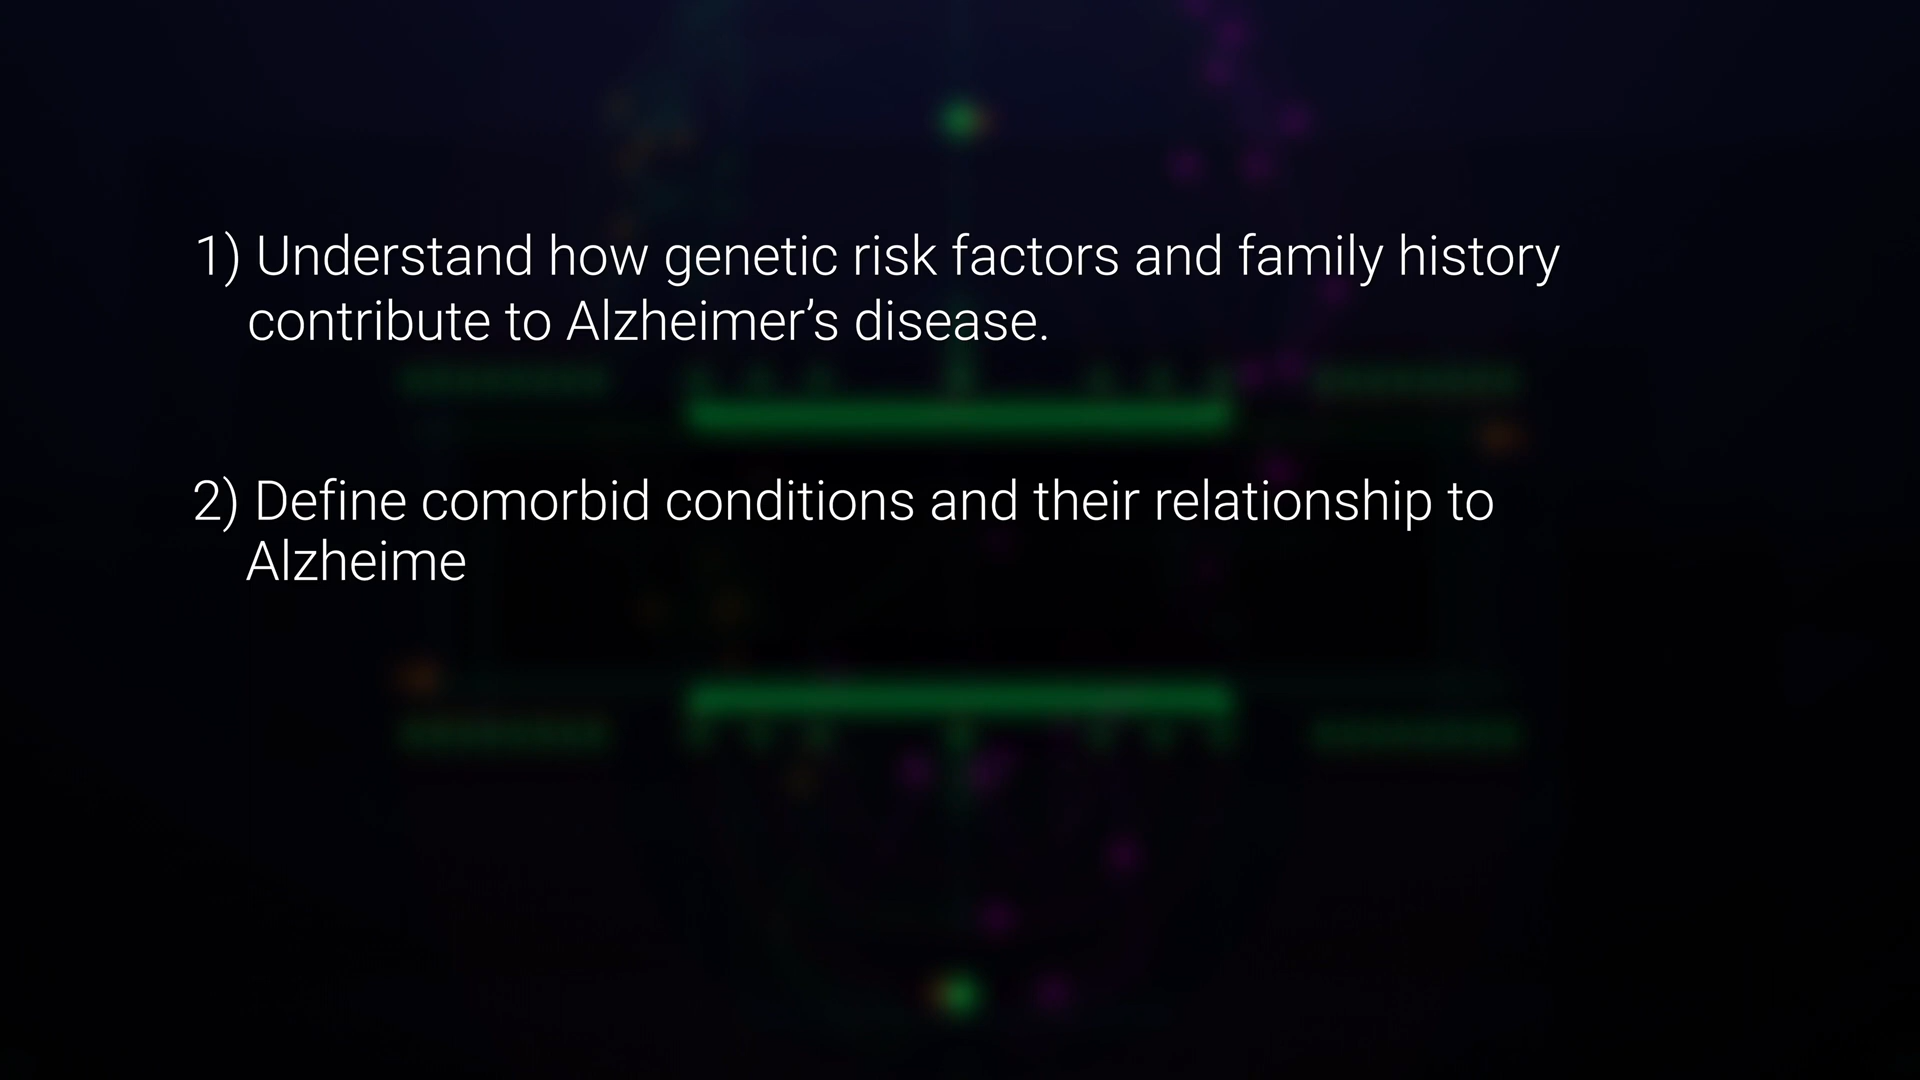 1) Understand how genetic risk factors and family history
contribute to Alzheimer’s disease.
2) Define comorbid conditions and their relationship to
Alzheime